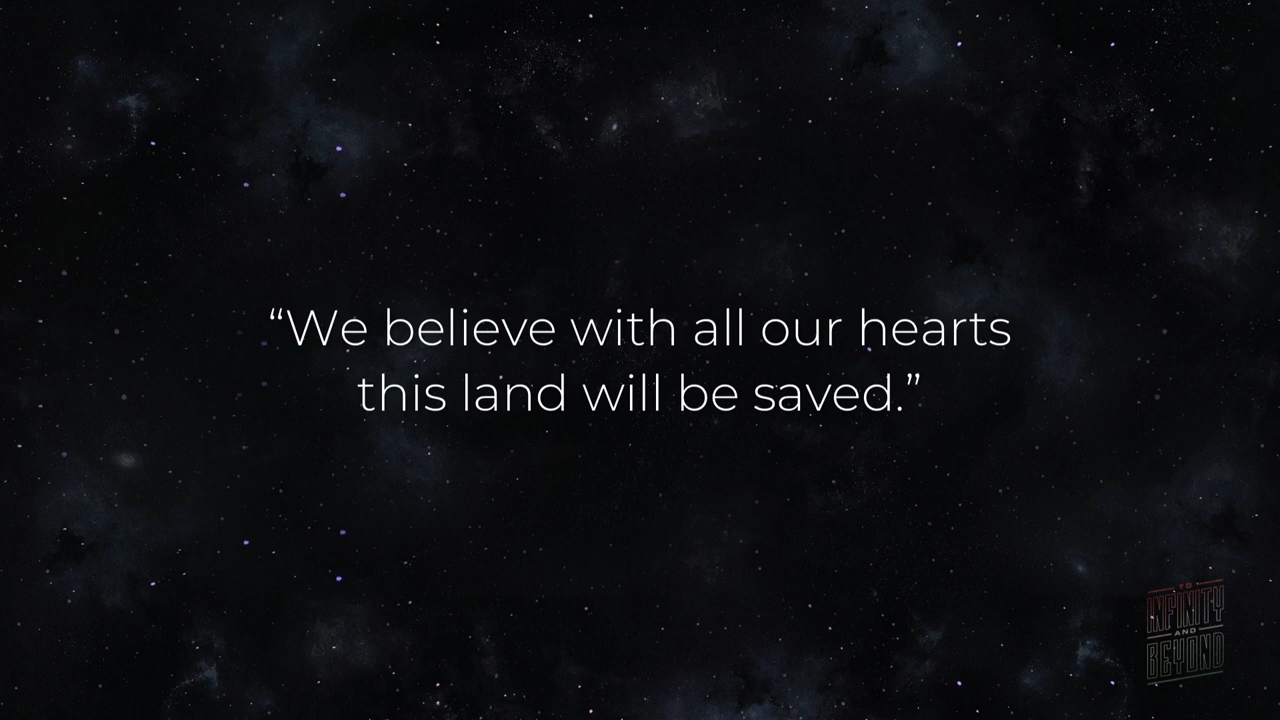 “We believe with all our hearts
this land will be saved.”
TO
INFINITY
AND
BEYOND